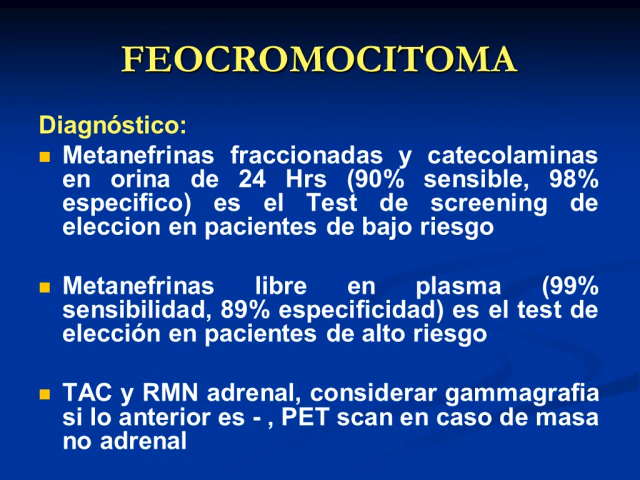 FEOCROMOCITOMA
Diagnóstico:
Metanefrinas fraccionadas y catecolaminas
en orina de 24 Hrs (90% sensible, 98%
especifico) es el Test de screening de
eleccion en pacientes de bajo riesgo
Metanefrinas libre en plasma (99%
sensibilidad, 89% especificidad) es el test de
elección en pacientes de alto riesgo
TAC y RMN adrenal, considerar gammagrafia
si lo anterior es - , PET scan en caso de masa
no adrenal